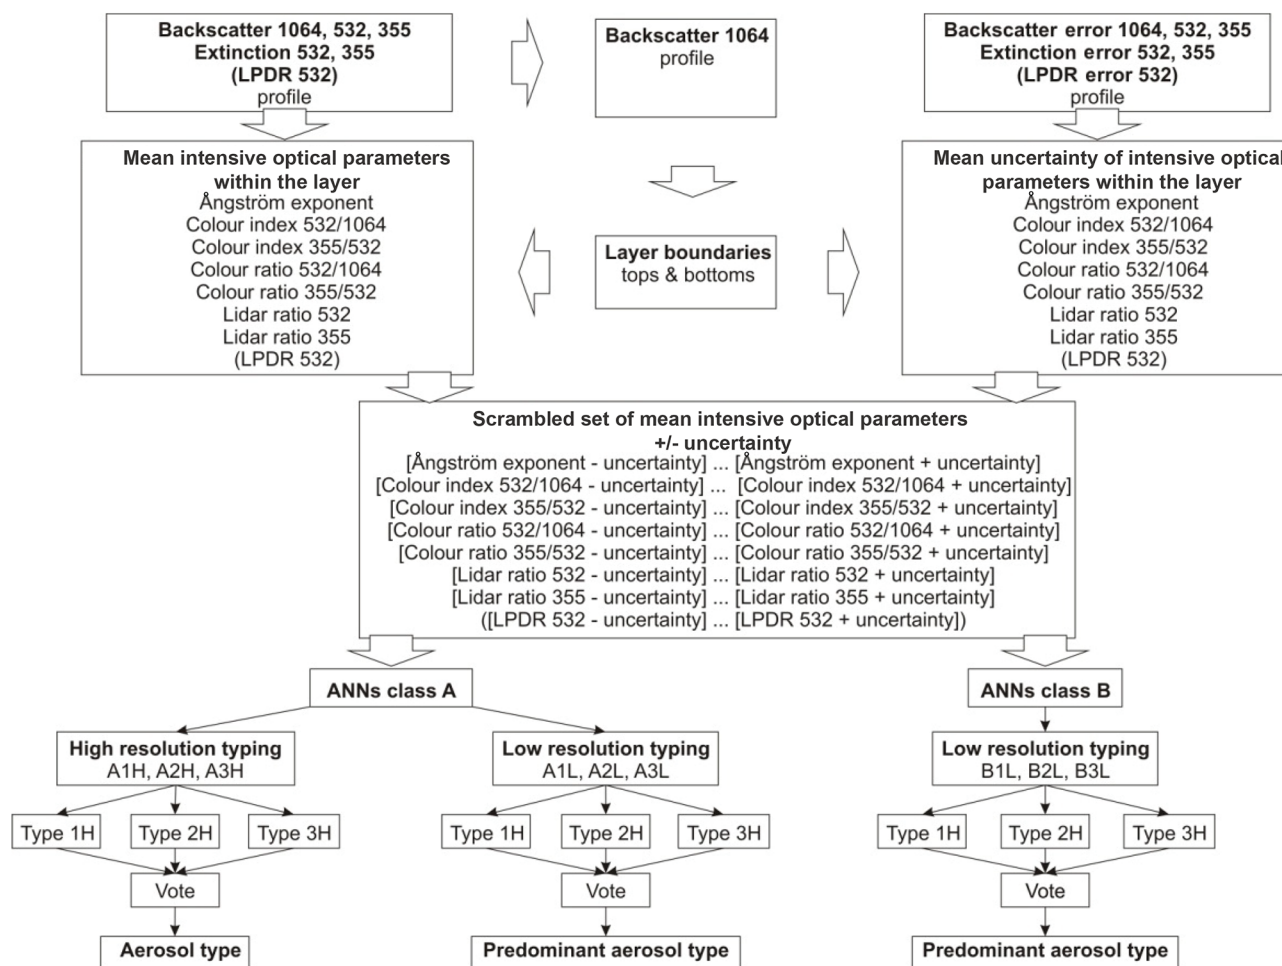 Backscatter 1064, 532, 355
Extinction 532, 355
(LPDR 532)
profile
Backscatter 1064
profile
Backscatter error 1064, 532, 355
Extinction error 532, 355
(LPDR error 532)
profile
Mean intensive optical parameters
within the layer
Ångström exponent
Colour index 532/1064
Colour index 355/532
Colour ratio 532/1064
Colour ratio 355/532
Lidar ratio 532
Lidar ratio 355
(LPDR 532)
Layer boundaries
tops & bottoms
Mean uncertainty of intensive optical
parameters within the layer
Ångström exponent
Colour index 532/1064
Colour index 355/532
Colour ratio 532/1064
Colour ratio 355/532
Lidar ratio 532
Lidar ratio 355
(LPDR 532)
Scrambled set of mean intensive optical parameters
+/- uncertainty
[Ångström exponent - uncertainty] ... [Ångström exponent + uncertainty]
[Colour index 532/1064 - uncertainty] ... [Colour index 532/1064 + uncertainty]
[Colour index 355/532 - uncertainty] ... [Colour index 355/532 + uncertainty]
[Colour ratio 532/1064 - uncertainty] ... [Colour ratio 532/1064 + uncertainty]
[Colour ratio 355/532 - uncertainty] ... [Colour ratio 355/532 + uncertainty]
[Lidar ratio 532 - uncertainty] ... [Lidar ratio 532 + uncertainty]
[Lidar ratio 355 - uncertainty] ... [Lidar ratio 355 + uncertainty]
([LPDR 532 - uncertainty] ... [LPDR 532 + uncertainty])
ANNs class A
ANNs class B
High resolution typing
A1H, A2H, A3H
Low resolution typing
A1L, A2L, A3L
Low resolution typing
B1L, B2L, B3L
Type 1H
Type 2H
Type 3H
Type 1H
Type 2H
Type 3H
Type 1H
Type 2H
Type 3H
Vote
Vote
Vote
Aerosol type
Predominant aerosol type
Predominant aerosol type